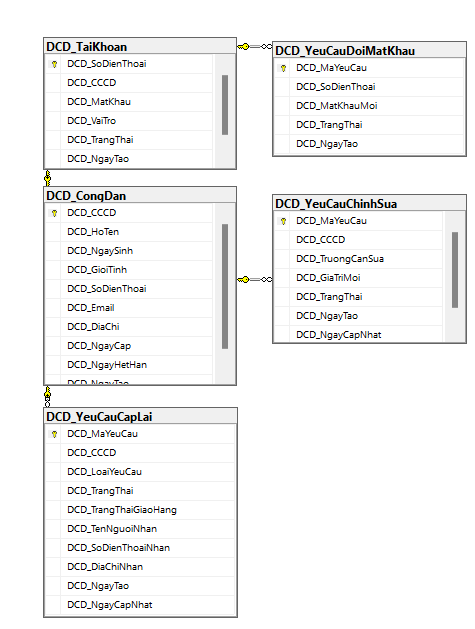 DCD_TaiKhoan
DCD_SoDienThoai
DCD_CCCD
DCD_MatKhau
DCD_VaiTro
DCD_TrangThai
DCD_NgayTao
DCD_YeuCauDoiMatKhau
DCD_MaYeuCau
DCD_SoDienThoai
DCD_MatKhauMoi
DCD_TrangThai
DCD_NgayTao
DCD_CongDan
DCD_CCCD
DCD_HoTen
DCD_NgaySinh
DCD_GioiTinh
DCD_SoDienThoai
DCD_Email
DCD_DiaChi
DCD_NgayCap
DCD_NgayHetHan
DCD_NgayTao
DCD_YeuCauChinhSua
DCD_MaYeuCau
DCD_CCCD
DCD_TruongCanSua
DCD_GiaTriMoi
DCD_TrangThai
DCD_NgayTao
DCD_NgayCapNhat
DCD_YeuCauCapLai
DCD_MaYeuCau
DCD_CCCD
DCD_LoaiYeuCau
DCD_TrangThai
DCD_TrangThaiGiaoHang
DCD_TenNguoiNhan
DCD_SoDienThoaiNhan
DCD_DiaChiNhan
DCD_NgayTao
DCD_NgayCapNhat